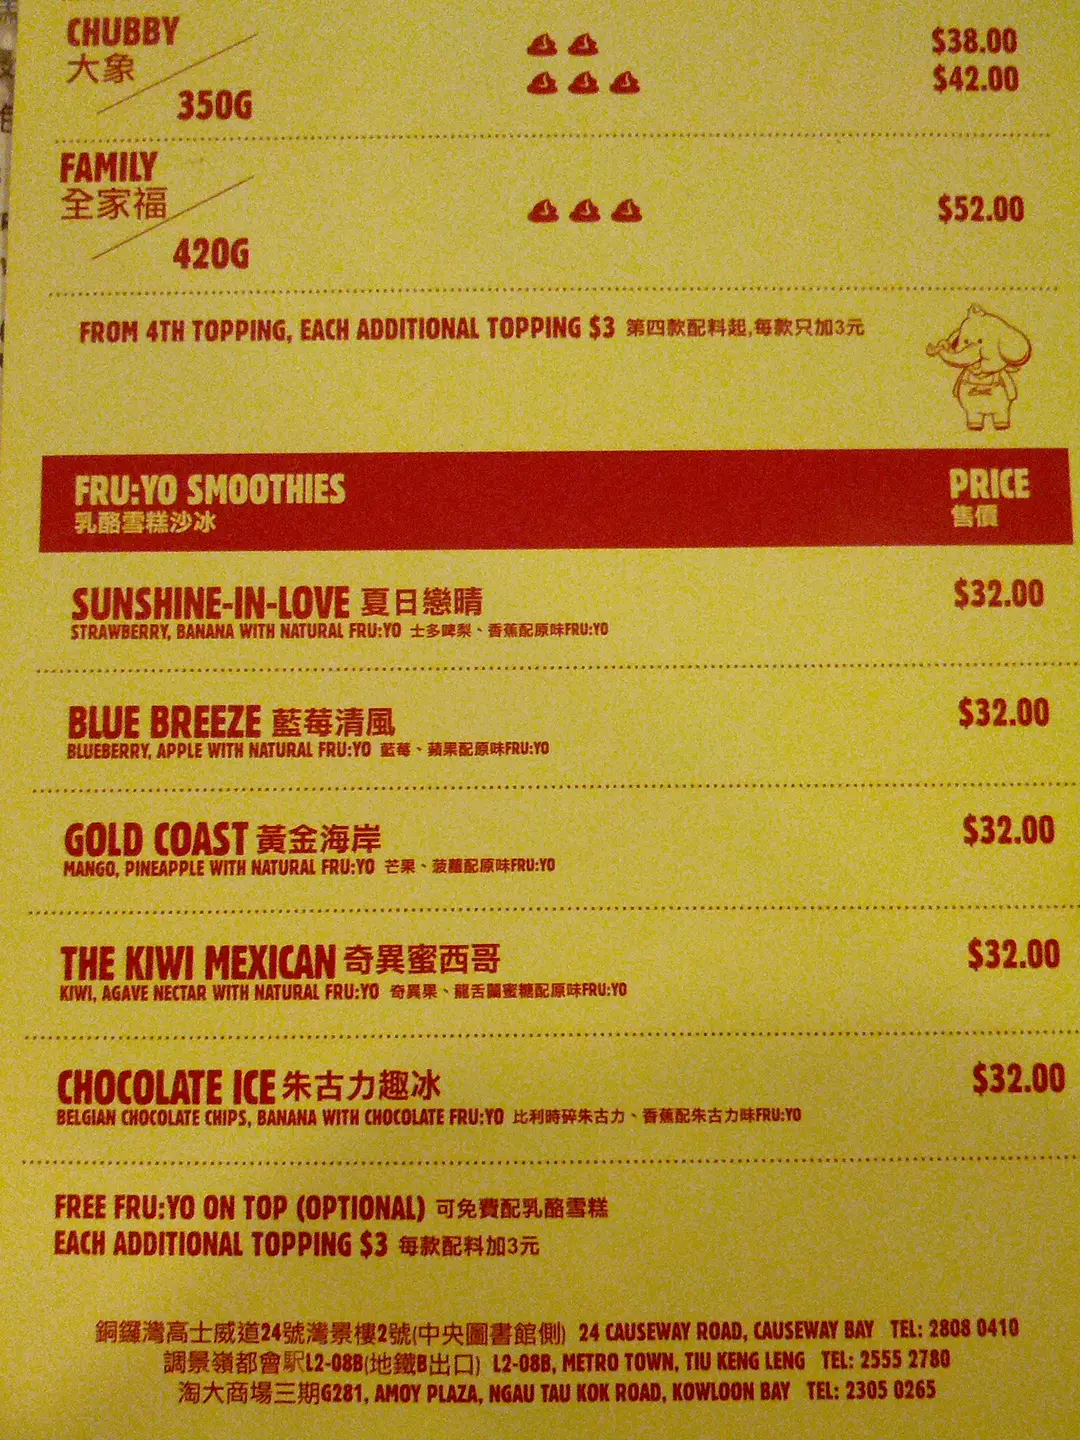 CHUBBY
大象
350G
$38.00
$42.00
FAMILY
全家福
420G
$52.00
FROM 4TH TOPPING, EACH ADDITIONAL TOPPING $3 第四款配料起,每款只加3元
FRU:YO SMOOTHIES PRICE
乳酪雪糕沙冰 售價
SUNSHINE-IN-LOVE 夏日戀晴 $32.00
STRAWBERRY, BANANA WITH NATURAL FRU:YO 士多啤梨、香蕉配原味FRU:YO
BLUE BREEZE 藍莓清風 $32.00
BLUEBERRY, APPLE WITH NATURAL FRU:YO 藍莓、蘋果配原味FRU:YO
GOLD COAST 黃金海岸 $32.00
MANGO, PINEAPPLE WITH NATURAL FRU:YO 芒果、菠蘿配原味FRU:YO
THE KIWI MEXICAN 奇異蜜西哥 $32.00
KIWI, AGAVE NECTAR WITH NATURAL FRU:YO 奇異果、龍舌蘭蜜糖配原味FRU:YO
CHOCOLATE ICE 朱古力趣冰 $32.00
BELGIAN CHOCOLATE CHIPS, BANANA WITH CHOCOLATE FRU:YO 比利時碎朱古力、香蕉配朱古力味FRU:YO
FREE FRU:YO ON TOP (OPTIONAL) 可免費配乳酪雪糕
EACH ADDITIONAL TOPPING $3 每款配料加3元
銅鑼灣高士威道24號灣景樓2號(中央圖書館側) 24 CAUSEWAY ROAD, CAUSEWAY BAY TEL: 2808 0410
調景嶺都會駅L2-08B(地鐵B出口) L2-08B, METRO TOWN, TIU KENG LENG TEL: 2555 2780
淘大商場三期G281, AMOY PLAZA, NGAU TAU KOK ROAD, KOWLOON BAY TEL: 2305 0265